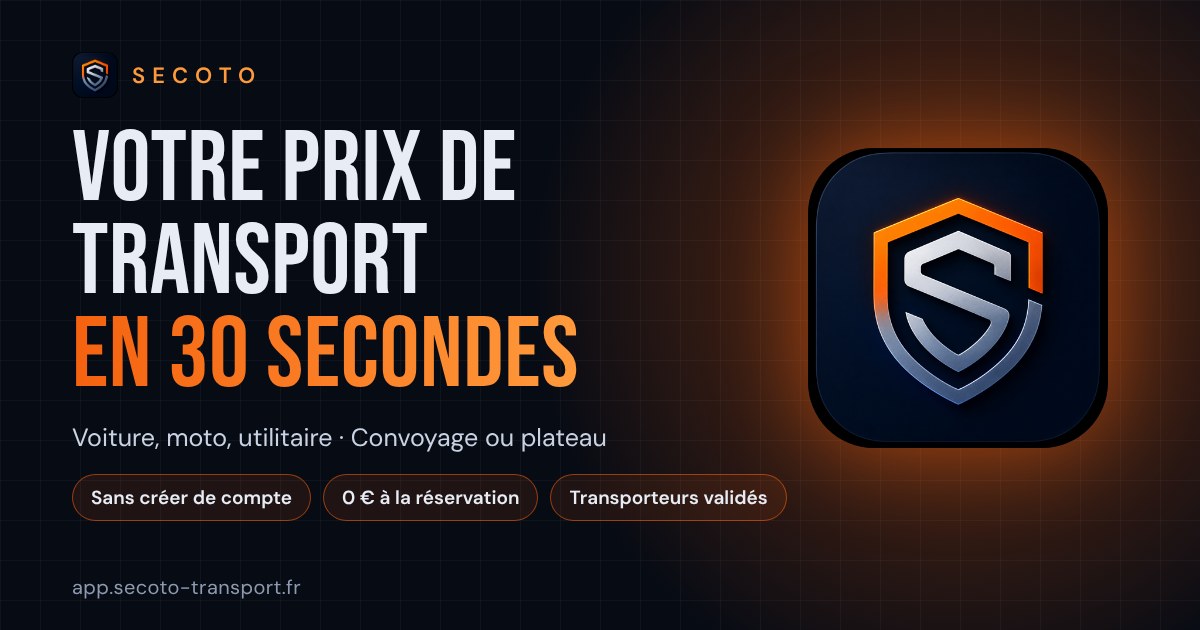 SECOTO
VOTRE PRIX DE
TRANSPORT
EN 30 SECONDES
Voiture, moto, utilitaire · Convoyage ou plateau
Sans créer de compte
0 € à la réservation
Transporteurs validés
app.secoto-transport.fr